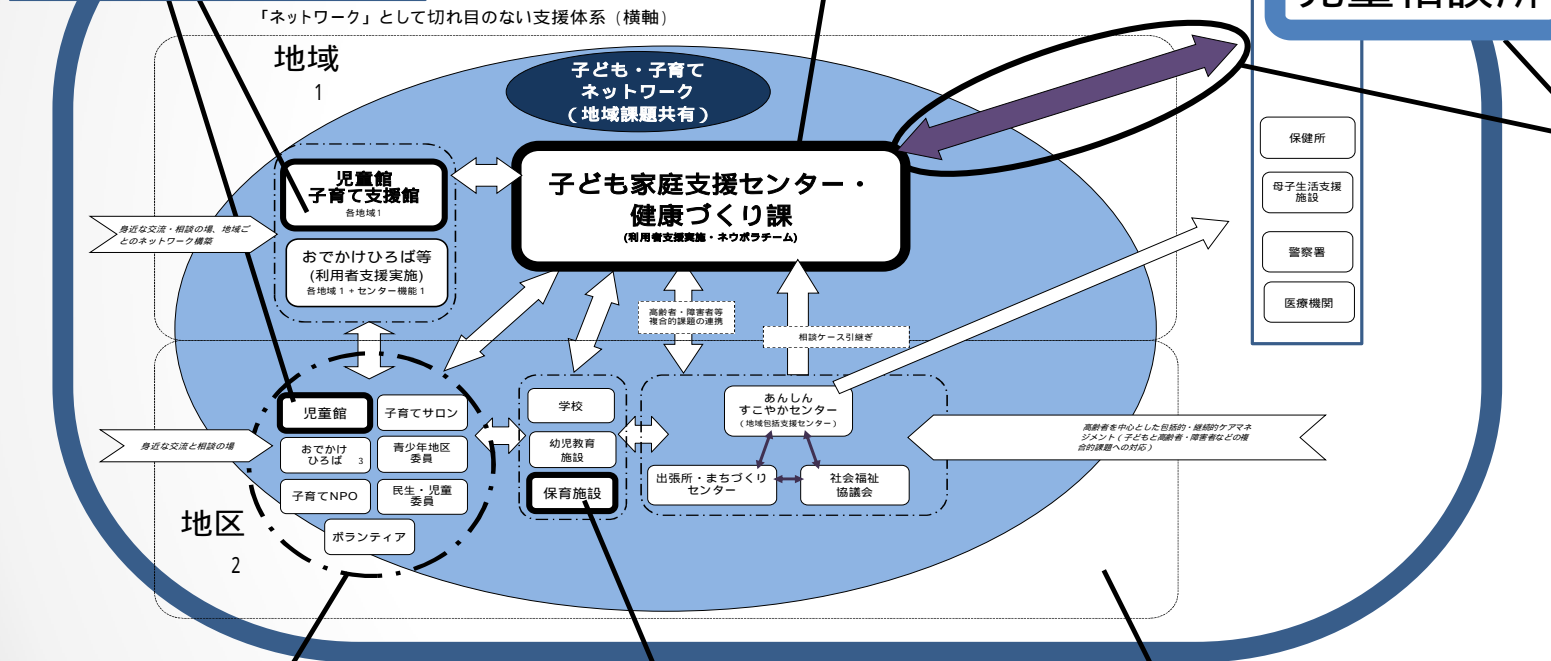 「ネットワーク」として切れ目のない支援体系（横軸）
地域
1
子ども・子育て
ネットワーク
（地域課題共有）
児童館
子育て支援館
各地域1
おでかけひろば等
(利用者支援実施)
各地域1＋センター機能1
子ども家庭支援センター・
健康づくり課
(利用者支援実施・ネウボラチーム)
身近な交流・相談の場、地域ご
とのネットワーク構築
高齢者・障害者等
複合的課題の連携
相談ケース引継ぎ
保健所
母子生活支援
施設
警察署
医療機関
児童館
子育てサロン
おでかけ
ひろば 3
青少年地区
委員
子育てNPO
民生・児童
委員
ボランティア
身近な交流と相談の場
地区
2
学校
幼児教育
施設
保育施設
あんしん
すこやかセンター
(地域包括支援センター)
出張所・まちづくり
センター
社会福祉
協議会
高齢者を中心とした包括的・継続的ケアマネ
ジメント（子どもと高齢者・障害者などの複
合的課題への対応）